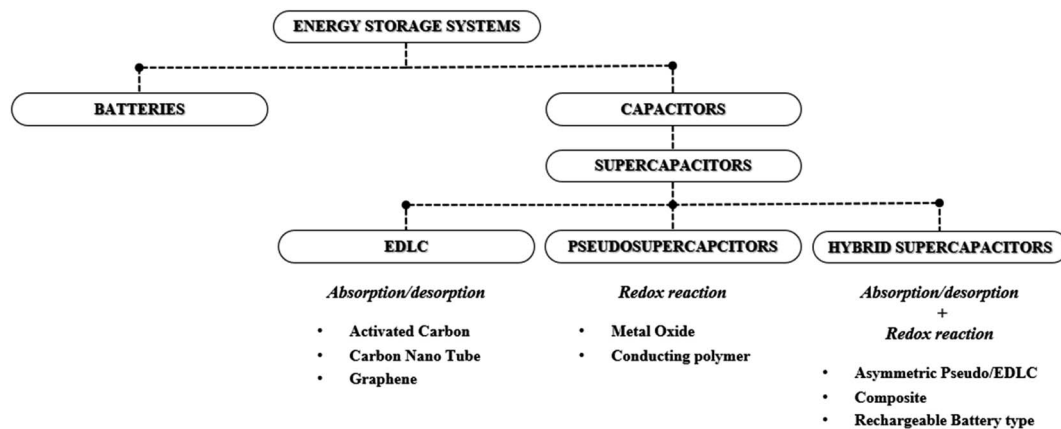 ENERGY STORAGE SYSTEMS
BATTERIES
CAPACITORS
SUPERCAPACITORS
EDLC
PSEUDOSUPERCAPCITORS
HYBRID SUPERCAPACITORS
Absorption/desorption
• Activated Carbon
• Carbon Nano Tube
• Graphene
Redox reaction
• Metal Oxide
• Conducting polymer
Absorption/desorption
+
Redox reaction
• Asymmetric Pseudo/EDLC
• Composite
• Rechargeable Battery type